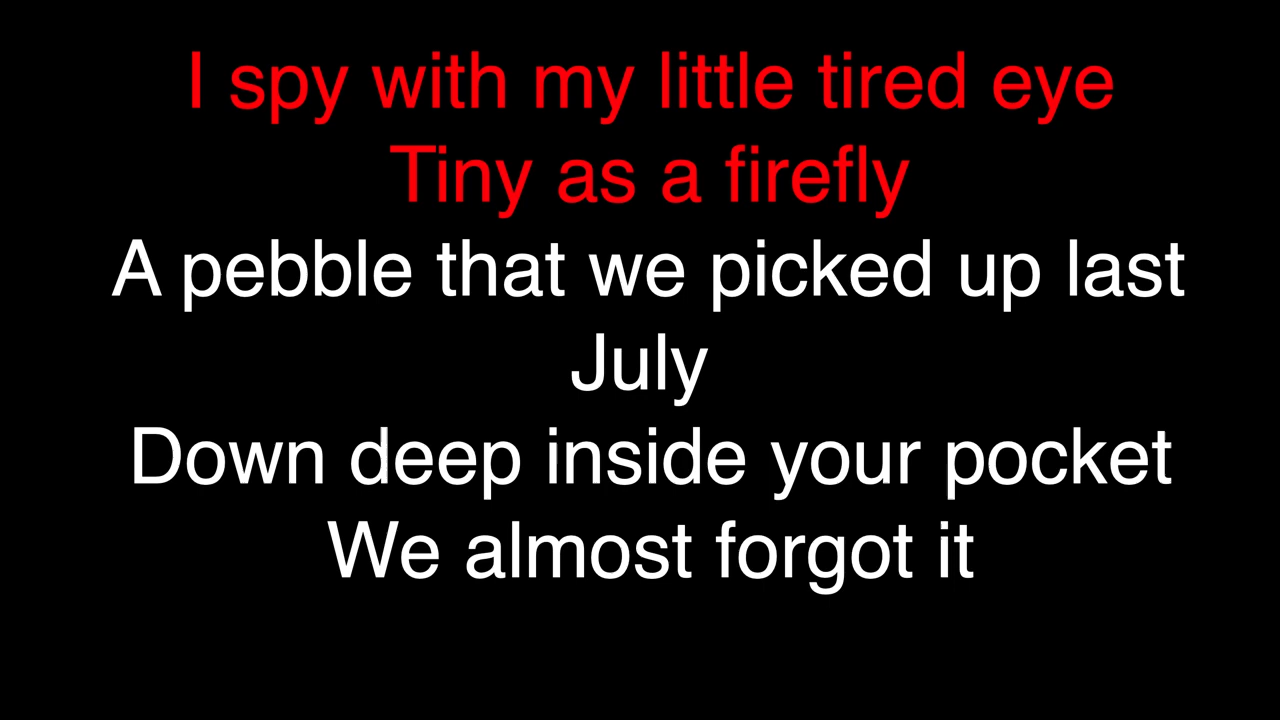 I spy with my little tired eye
Tiny as a firefly
A pebble that we picked up last
July
Down deep inside your pocket
We almost forgot it